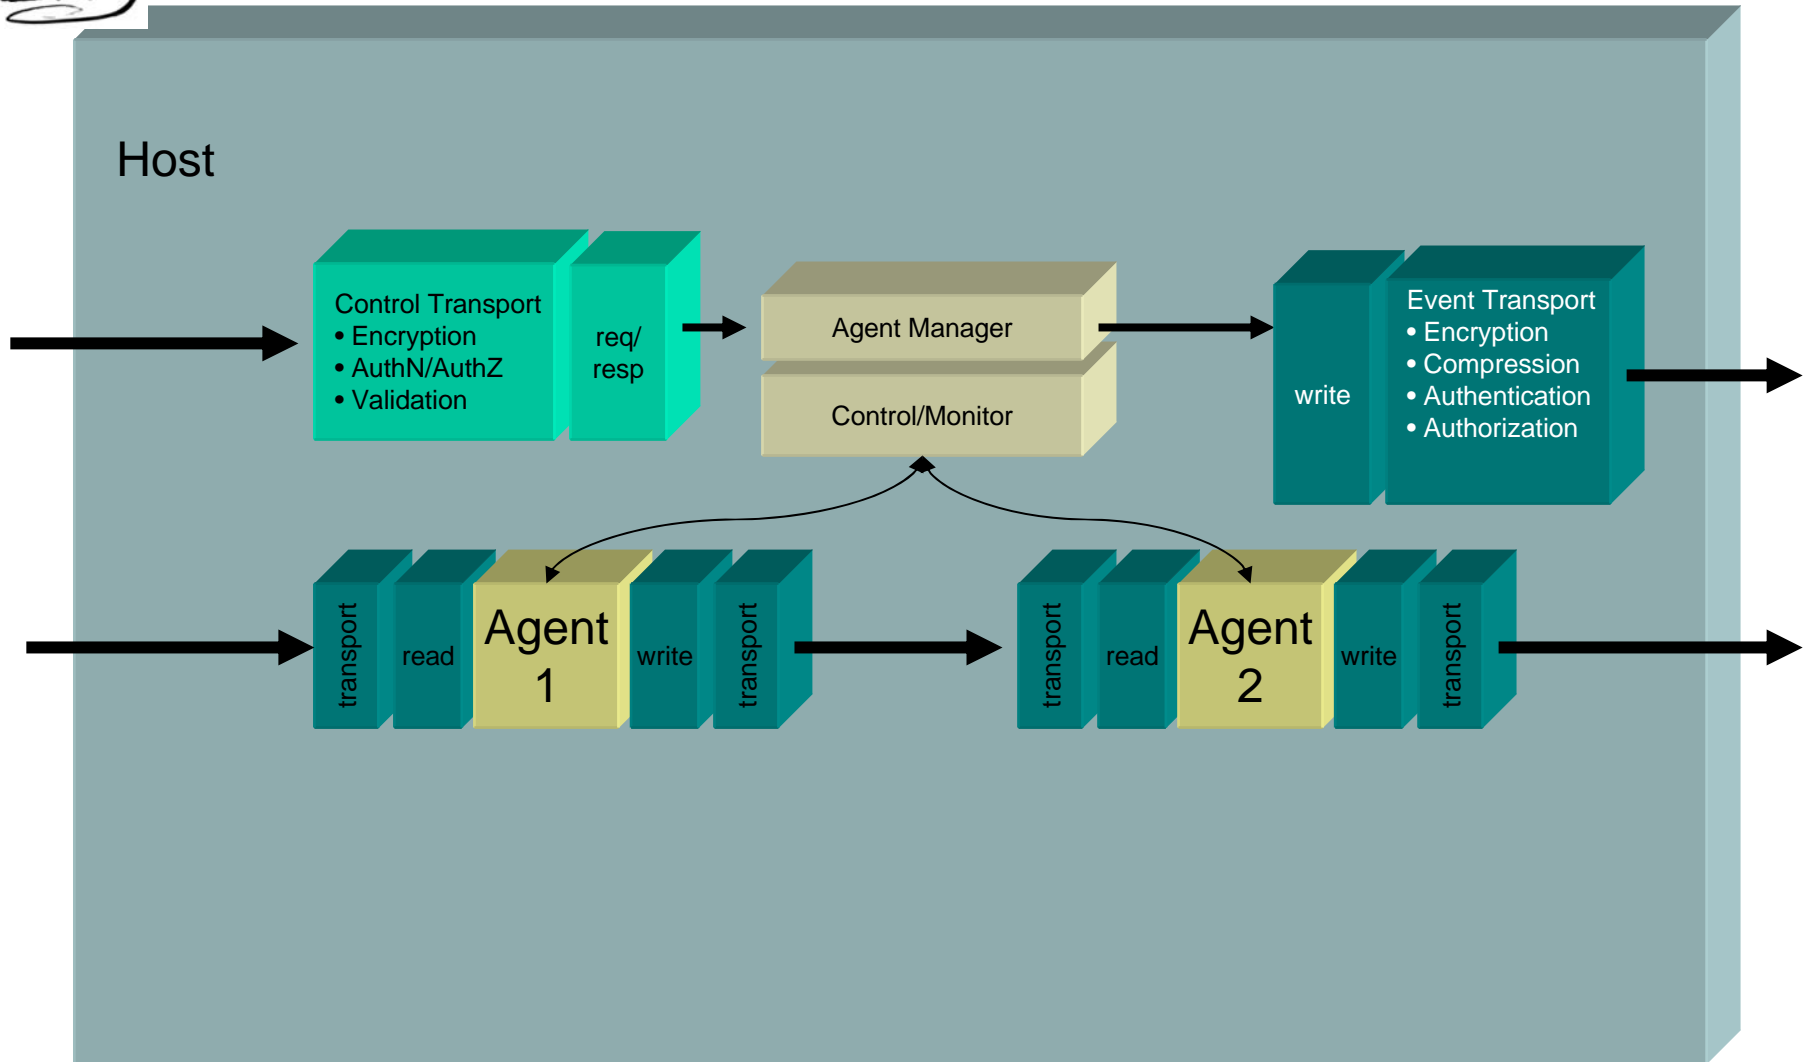 Host
Control Transport
• Encryption
• AuthN/AuthZ
• Validation
req/
resp
Agent Manager
Control/Monitor
write
Event Transport
• Encryption
• Compression
• Authentication
• Authorization
transport
read
Agent
1
write
transport
transport
read
Agent
2
write
transport